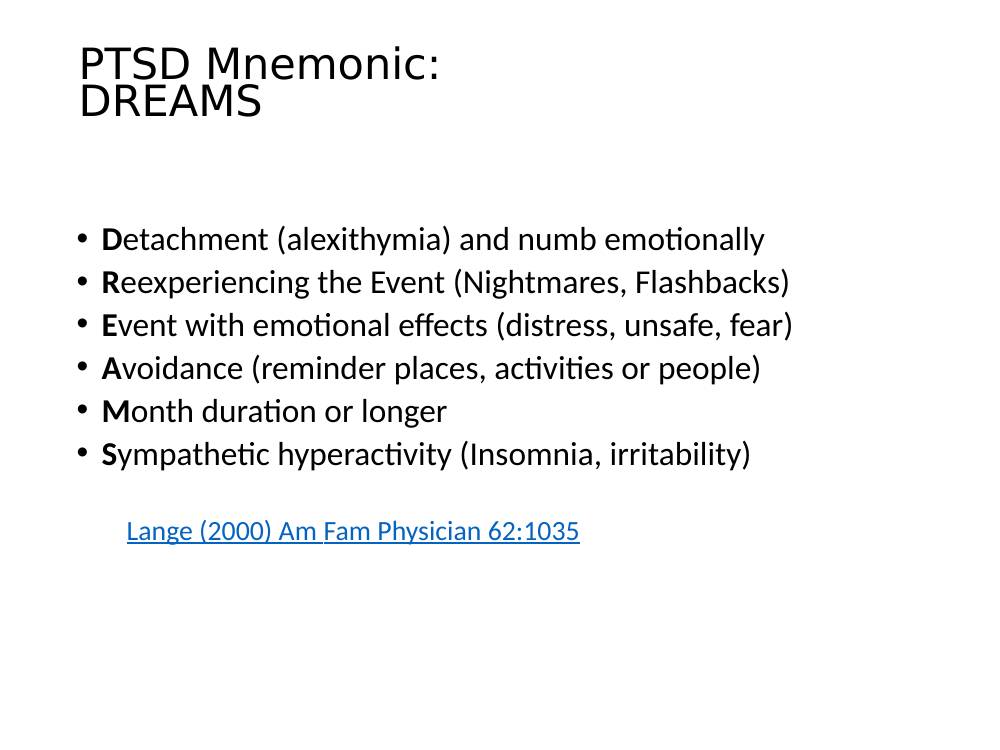 PTSD Mnemonic:
DREAMS
• Detachment (alexithymia) and numb emotionally
• Reexperiencing the Event (Nightmares, Flashbacks)
• Event with emotional effects (distress, unsafe, fear)
• Avoidance (reminder places, activities or people)
• Month duration or longer
• Sympathetic hyperactivity (Insomnia, irritability)
Lange (2000) Am Fam Physician 62:1035